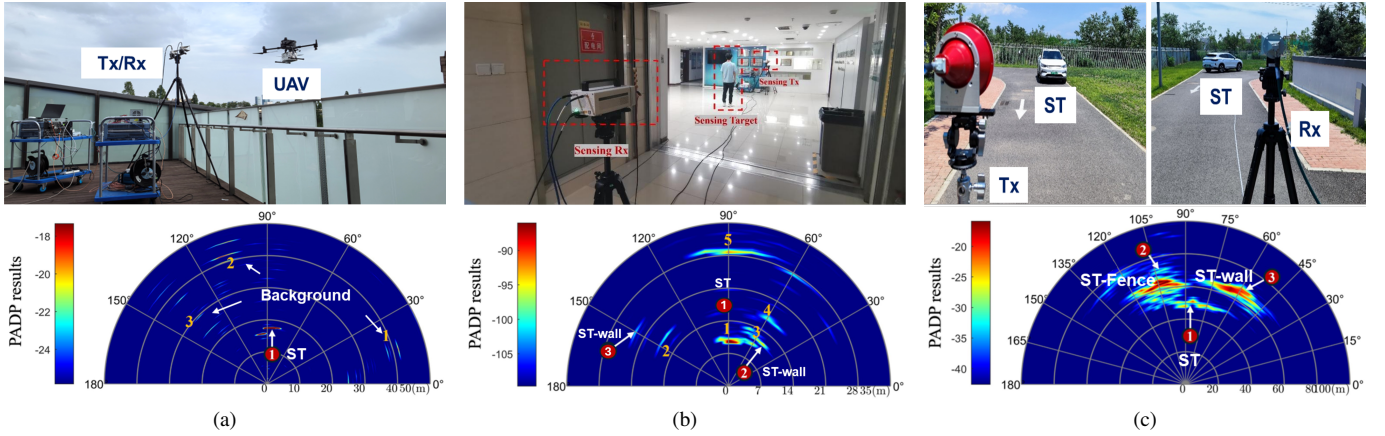 Tx/Rx
UAV
配电间
Sensing Tx
Sensing Target
Sensing Rx
ST
Tx
ST
Rx
PADP results
-18
-20
-22
-24
180
150°
120°
90°
60°
30°
0°
2
Background
3
1
1 ST
0 10 20 30 40 50(m)
PADP results
-90
-95
-100
-105
180
150°
120°
90°
60°
30°
0°
5
ST
1
4
ST-wall
3
2
1
3
2
ST-wall
0 7 14 21 28 35(m)
PADP results
-20
-25
-30
-35
-40
180
165°
150°
135°
120°
105°
90°
75°
60°
45°
30°
15°
0°
2
ST-Fence
ST-wall
3
1
ST
0 20 40 60 80 100(m)
(a)
(b)
(c)